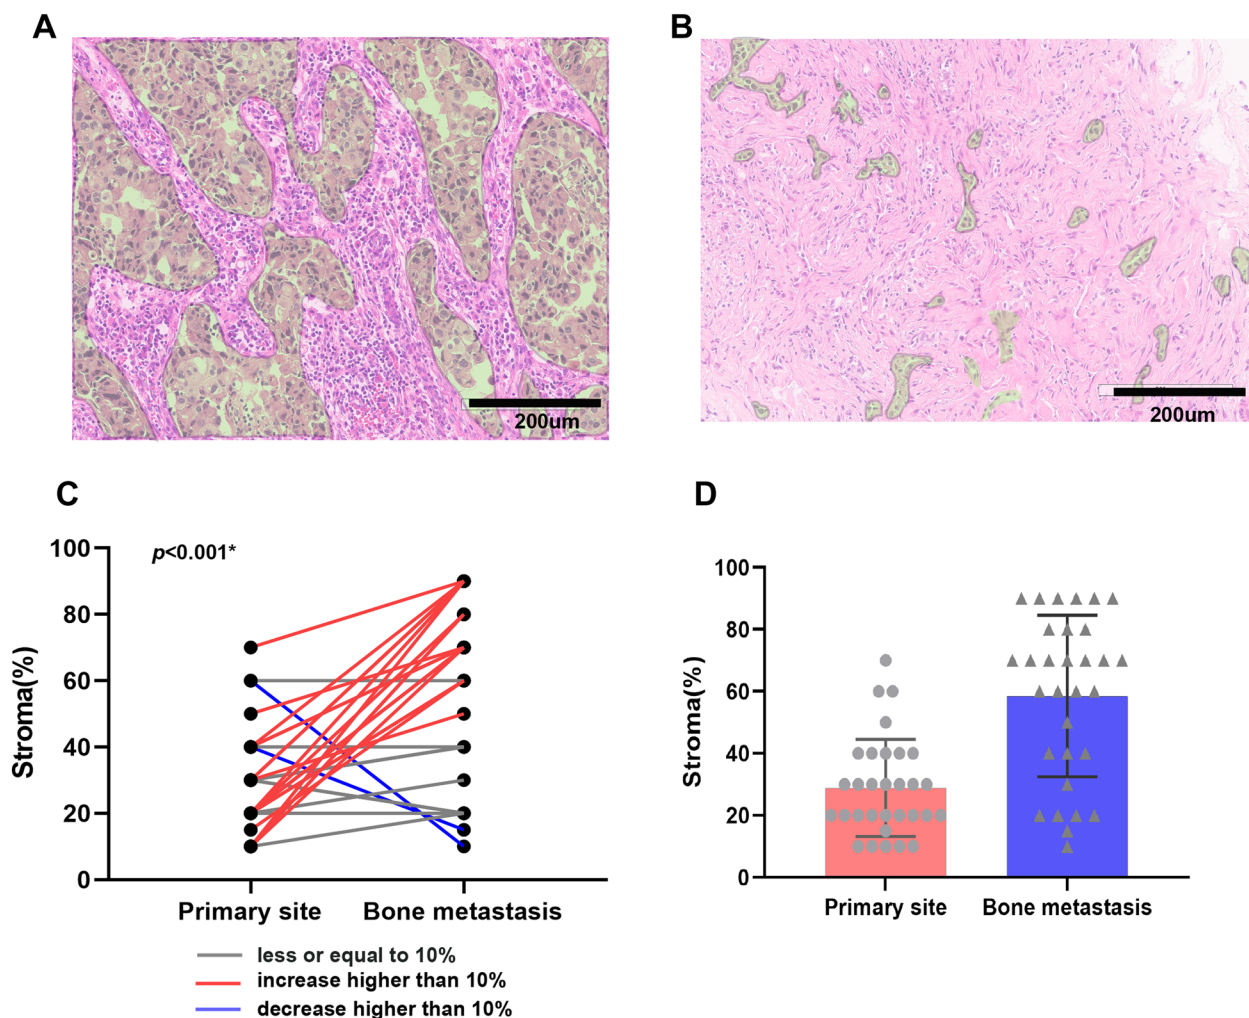 A
B
200um
200um
C
D
p<0.001*
100
80
60
40
20
0
Stroma(%)
Primary site
Bone metastasis
less or equal to 10%
increase higher than 10%
decrease higher than 10%
100
80
60
40
20
0
Stroma(%)
Primary site
Bone metastasis